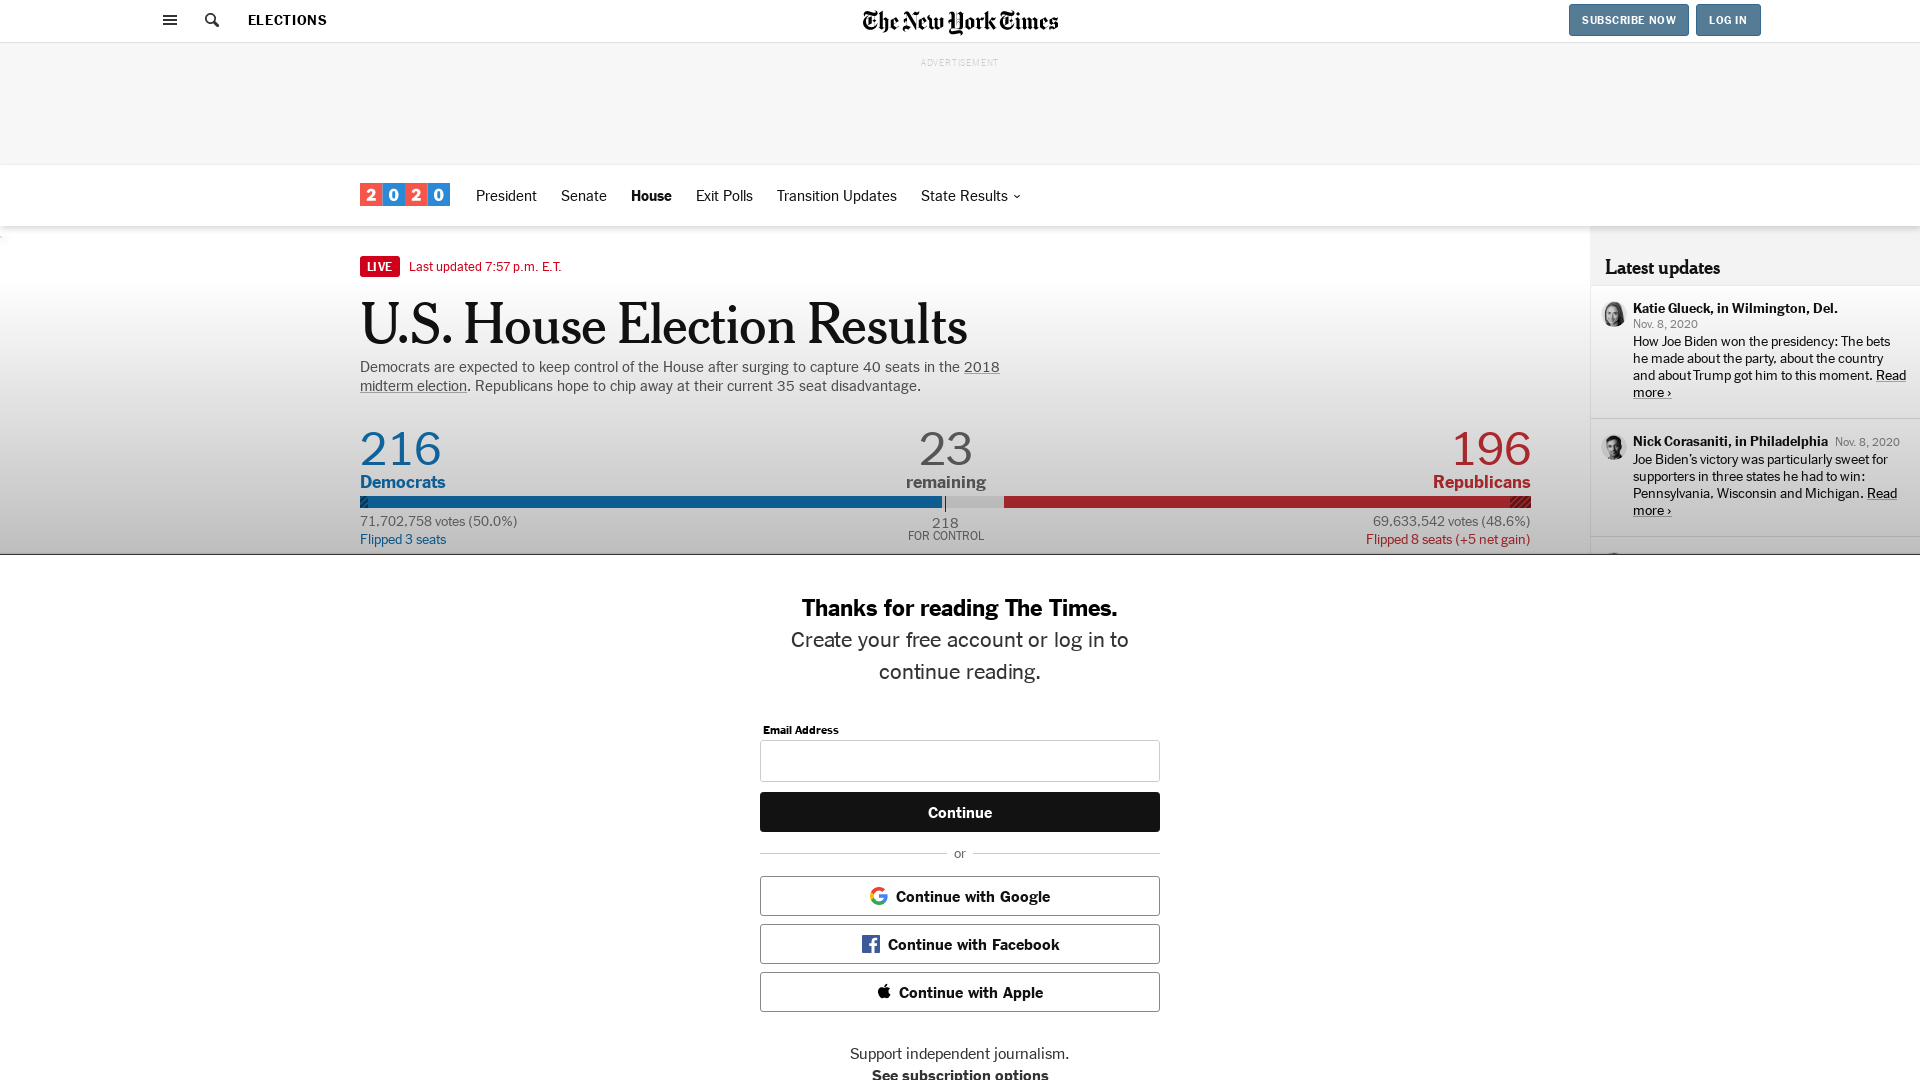 ELECTIONS
The New York Times
SUBSCRIBE NOW
LOG IN
ADVERTISEMENT
2020
President
Senate
House
Exit Polls
Transition Updates
State Results
LIVE
Last updated 7:57 p.m. E.T.
U.S. House Election Results
Democrats are expected to keep control of the House after surging to capture 40 seats in the 2018
midterm election. Republicans hope to chip away at their current 35 seat disadvantage.
216
Democrats
23
remaining
196
Republicans
71,702,758 votes (50.0%)
Flipped 3 seats
218
FOR CONTROL
69,633,542 votes (48.6%)
Flipped 8 seats (+5 net gain)
Latest updates
Katie Glueck, in Wilmington, Del.
Nov. 8, 2020
How Joe Biden won the presidency: The bets
he made about the party, about the country
and about Trump got him to this moment. Read
more ›
Nick Corasaniti, in Philadelphia Nov. 8, 2020
Joe Biden’s victory was particularly sweet for
supporters in three states he had to win:
Pennsylvania, Wisconsin and Michigan. Read
more ›
Thanks for reading The Times.
Create your free account or log in to
continue reading.
Email Address
Continue
or
Continue with Google
Continue with Facebook
Continue with Apple
Support independent journalism.
See subscription options